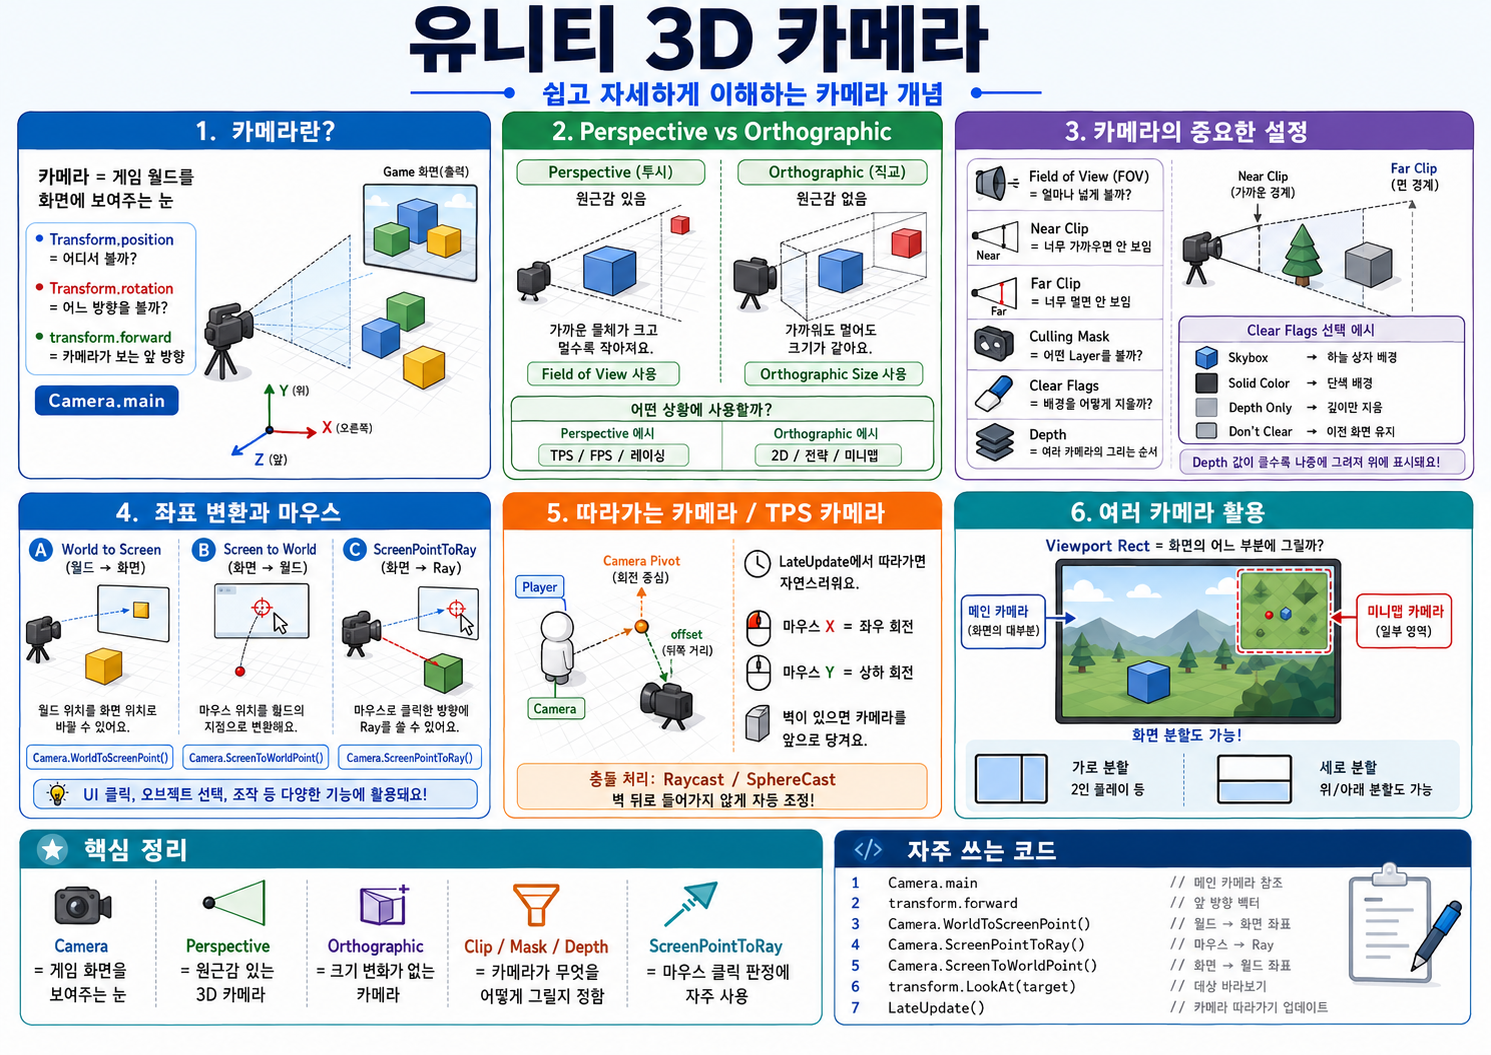 유니티 3D 카메라
쉽고 자세하게 이해하는 카메라 개념
1. 카메라란?
카메라 = 게임 월드를
화면에 보여주는 눈
Transform.position
= 어디서 볼까?
Transform.rotation
= 어느 방향을 볼까?
transform.forward
= 카메라가 보는 앞 방향
Camera.main
Game 화면(출력)
Y (위)
X (오른쪽)
Z (앞)
2. Perspective vs Orthographic
Perspective (투시)
원근감 있음
가까운 물체가 크고
멀수록 작아져요.
Field of View 사용
Orthographic (직교)
원근감 없음
가까워도 멀어도
크기가 같아요.
Orthographic Size 사용
어떤 상황에 사용할까?
Perspective 예시
TPS / FPS / 레이싱
Orthographic 예시
2D / 전략 / 미니맵
3. 카메라의 중요한 설정
Field of View (FOV)
= 얼마나 넓게 볼까?
Near
Near Clip
= 너무 가까우면 안 보임
Far
Far Clip
= 너무 멀면 안 보임
Culling Mask
= 어떤 Layer를 볼까?
Clear Flags
= 배경을 어떻게 지울까?
Depth
= 여러 카메라의 그리는 순서
Near Clip
(가까운 경계)
Far Clip
(먼 경계)
Clear Flags 선택 예시
Skybox → 하늘 상자 배경
Solid Color → 단색 배경
Depth Only → 깊이만 지움
Don't Clear → 이전 화면 유지
Depth 값이 클수록 나중에 그려져 위에 표시돼요!
4. 좌표 변환과 마우스
A World to Screen
(월드 → 화면)
월드 위치를 화면 위치로
바꿀 수 있어요.
Camera.WorldToScreenPoint()
B Screen to World
(화면 → 월드)
마우스 위치를 월드의
지점으로 변환해요.
Camera.ScreenToWorldPoint()
C ScreenPointToRay
(화면 → Ray)
마우스로 클릭한 방향에
Ray를 쏠 수 있어요.
Camera.ScreenPointToRay()
UI 클릭, 오브젝트 선택, 조작 등 다양한 기능에 활용돼요!
5. 따라가는 카메라 / TPS 카메라
Player
Camera Pivot
(회전 중심)
offset
(뒤쪽 거리)
Camera
LateUpdate에서 따라가면
자연스러워요.
마우스 X = 좌우 회전
마우스 Y = 상하 회전
벽이 있으면 카메라를
앞으로 당겨요.
충돌 처리: Raycast / SphereCast
벽 뒤로 들어가지 않게 자동 조정!
6. 여러 카메라 활용
Viewport Rect = 화면의 어느 부분에 그릴까?
메인 카메라
(화면의 대부분)
미니맵 카메라
(일부 영역)
화면 분할도 가능!
가로 분할
2인 플레이 등
세로 분할
위/아래 분할도 가능
핵심 정리
Camera
= 게임 화면을
보여주는 눈
Perspective
= 원근감 있는
3D 카메라
Orthographic
= 크기 변화가 없는
카메라
Clip / Mask / Depth
= 카메라가 무엇을
어떻게 그릴지 정함
ScreenPointToRay
= 마우스 클릭 판정에
자주 사용
</> 자주 쓰는 코드
1 Camera.main // 메인 카메라 참조
2 transform.forward // 앞 방향 벡터
3 Camera.WorldToScreenPoint() // 월드 → 화면 좌표
4 Camera.ScreenPointToRay() // 마우스 → Ray
5 Camera.ScreenToWorldPoint() // 화면 → 월드 좌표
6 transform.LookAt(target) // 대상 바라보기
7 LateUpdate() // 카메라 따라가기 업데이트